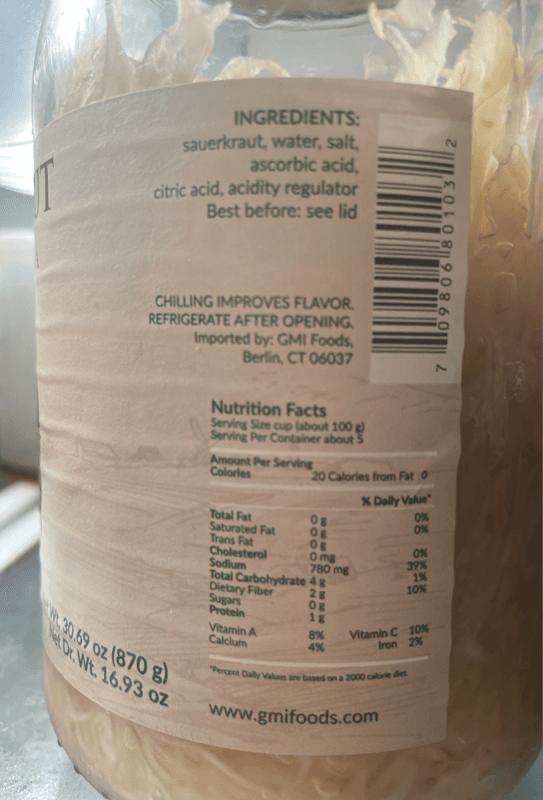 UT
INGREDIENTS:
sauerkraut, water, salt,
ascorbic acid,
citric acid, acidity regulator
Best before: see lid
CHILLING IMPROVES FLAVOR.
REFRIGERATE AFTER OPENING.
Imported by: GMI Foods,
Berlin, CT 06037
7 09806 80103 2
Nutrition Facts
Serving Size cup (about 100 g)
Serving Per Container about 5
Amount Per Serving
Calories 20 Calories from Fat 0
% Daily Value*
Total Fat 0 g 0%
Saturated Fat 0 g 0%
Trans Fat 0 g
Cholesterol 0 mg 0%
Sodium 780 mg 39%
Total Carbohydrate 4 g 1%
Dietary Fiber 2 g 10%
Sugars 0 g
Protein 1 g
Vitamin A 8% Vitamin C 10%
Calcium 4% Iron 2%
*Percent Daily Values are based on a 2000 calorie diet.
www.gmifoods.com
Wt. 30.69 oz (870 g)
Net Dr. Wt. 16.93 oz